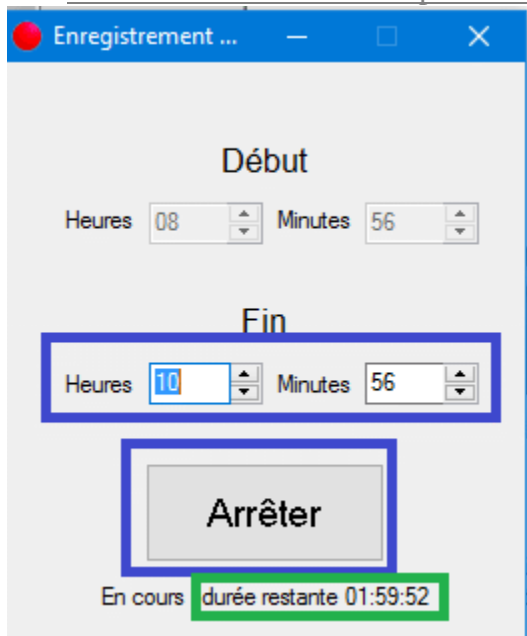 Enregistrement ...
Début
Heures 08 Minutes 56
Fin
Heures 10 Minutes 56
Arrêter
En cours durée restante 01:59:52